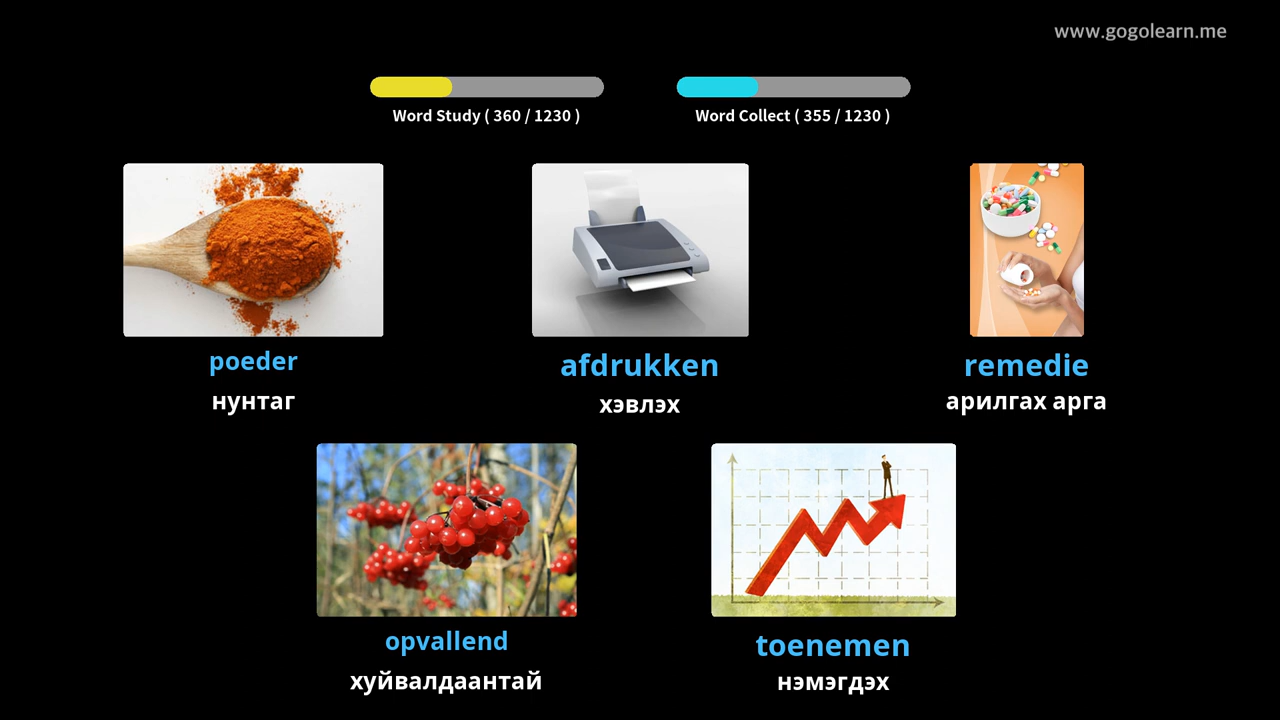 www.gogolearn.me
Word Study ( 360 / 1230 )
Word Collect ( 355 / 1230 )
poeder
afdrukken
remedie
нунтаг
хэвлэх
арилгах арга
opvallend
toenemen
хуйвалдаантай
нэмэгдэх